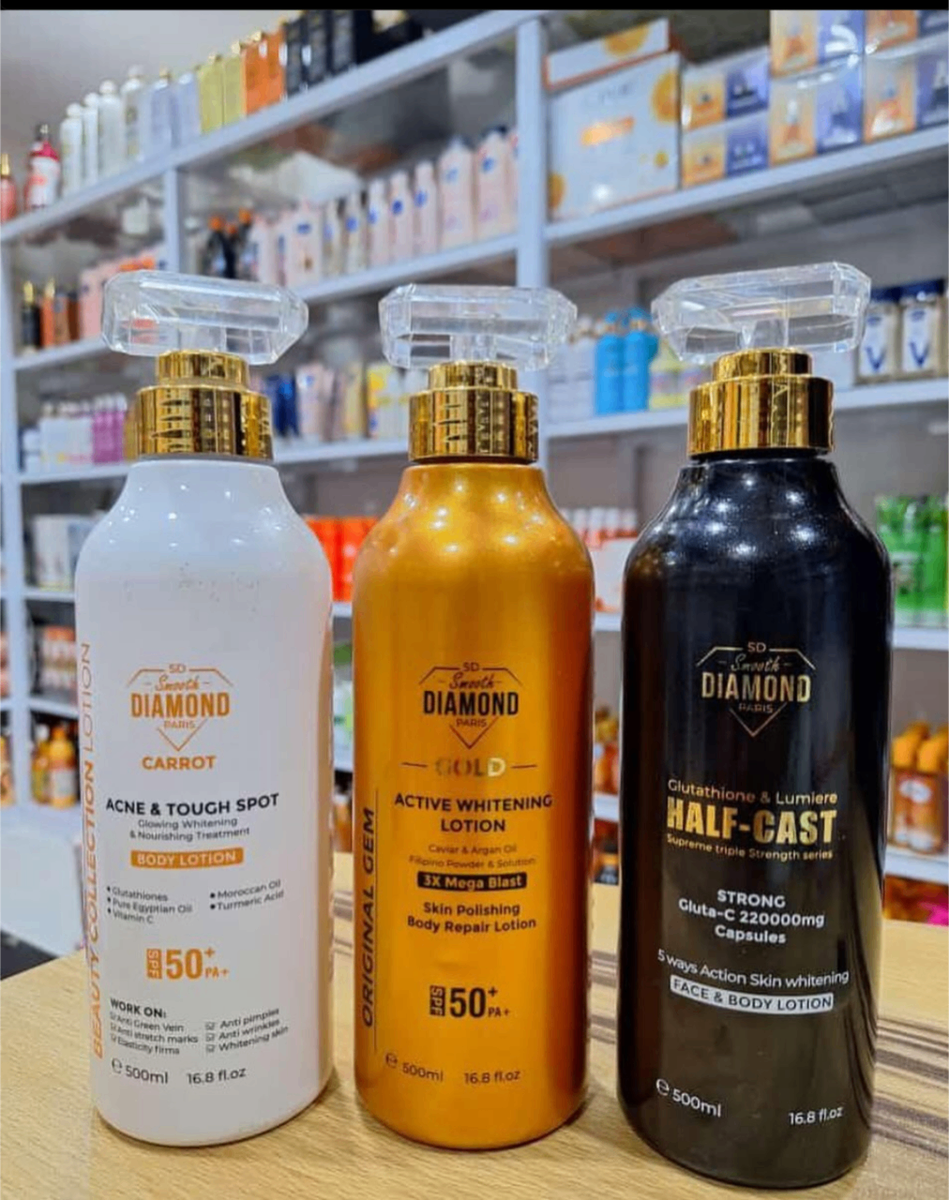 BEAUTY COLLECTION LOTION
SD
Smooth
DIAMOND
PARIS
CARROT
ACNE & TOUGH SPOT
Glowing Whitening
& Nourishing Treatment
BODY LOTION
• Glutathiones
• Pure Egyptian Oil
• Vitamin C
• Moroccan Oil
• Turmeric Acid
SPF 50+ PA+
WORK ON:
☑ Anti Green Vein
☑ Anti stretch marks
☑ Elasticity firms
☑ Anti pimples
☑ Anti wrinkles
☑ Whitening skin
℮ 500ml 16.8 fl.oz
ORIGINAL GEM
SD
Smooth
DIAMOND
PARIS
GOLD
ACTIVE WHITENING
LOTION
Caviar & Argan Oil
Filipino Powder & Solution
3X Mega Blast
Skin Polishing
Body Repair Lotion
SPF 50+ PA+
℮ 500ml 16.8 fl.oz
SD
Smooth
DIAMOND
PARIS
Glutathione & Lumiere
HALF-CAST
Supreme triple Strength series
STRONG
Gluta-C 220000mg
Capsules
5 ways Action Skin whitening
FACE & BODY LOTION
℮ 500ml 16.8 fl.oz